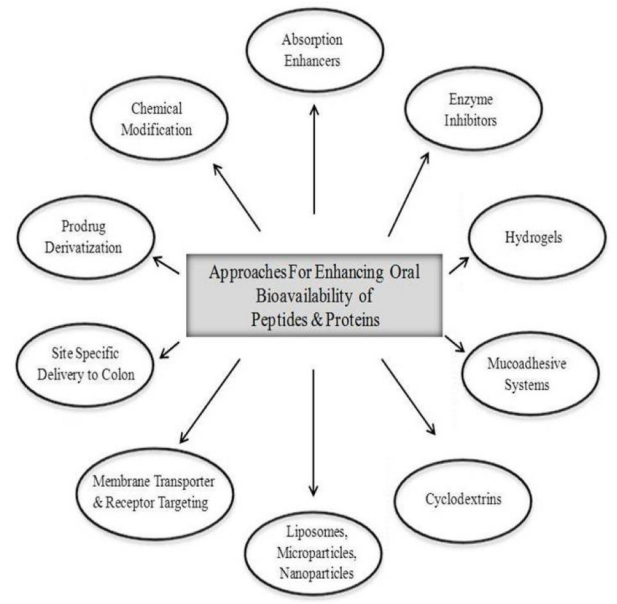 Absorption
Enhancers
Enzyme
Inhibitors
Hydrogels
Mucoadhesive
Systems
Cyclodextrins
Liposomes,
Microparticles,
Nanoparticles
Membrane Transporter
& Receptor Targeting
Site Specific
Delivery to Colon
Prodrug
Derivatization
Chemical
Modification
Approaches For Enhancing Oral
Bioavailability of
Peptides & Proteins